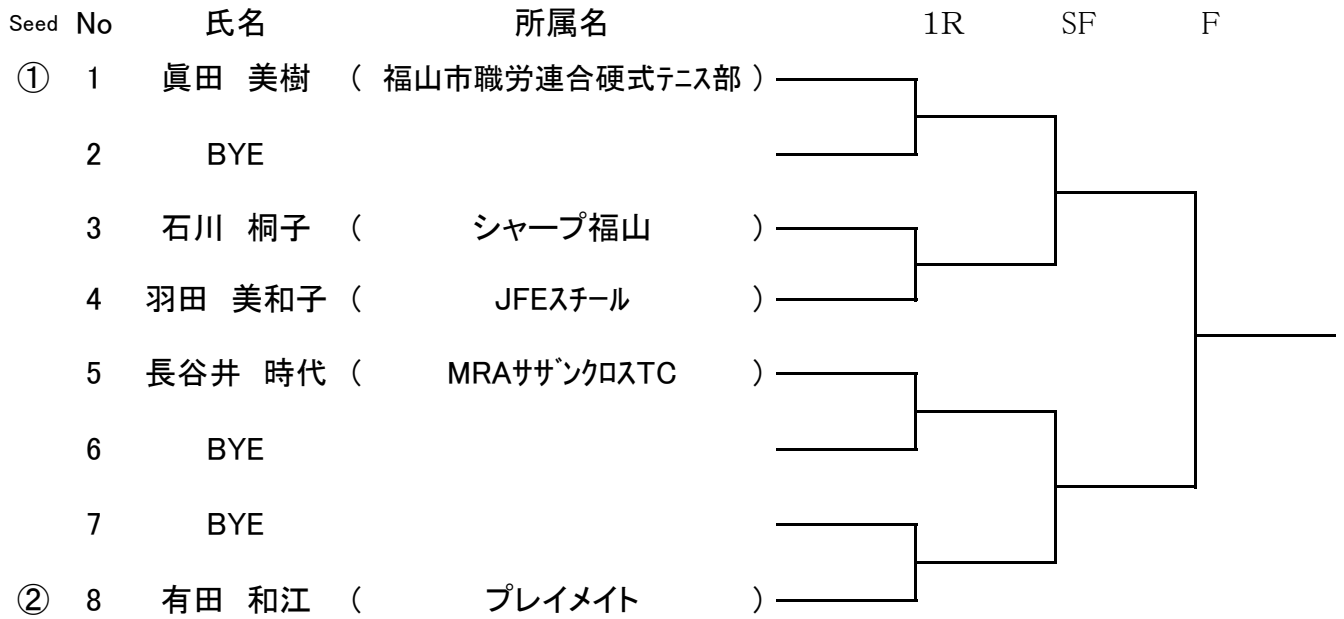 Seed No 氏名 所属名 1R SF F
① 1 眞田 美樹 ( 福山市職労連合硬式ﾃﾆｽ部 )
2 BYE
3 石川 桐子 ( シャープ福山 )
4 羽田 美和子 ( JFEｽﾁｰﾙ )
5 長谷井 時代 ( MRAｻｻﾞﾝｸﾛｽTC )
6 BYE
7 BYE
② 8 有田 和江 ( プレイメイト )